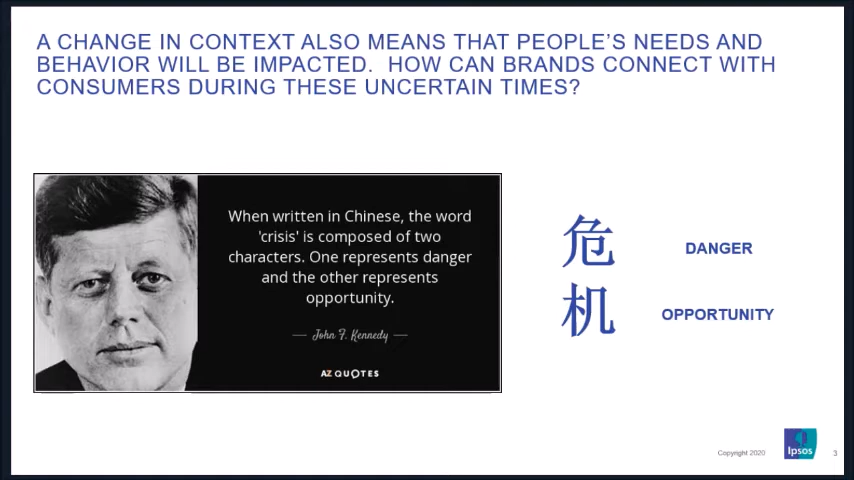 A CHANGE IN CONTEXT ALSO MEANS THAT PEOPLE’S NEEDS AND
BEHAVIOR WILL BE IMPACTED.  HOW CAN BRANDS CONNECT WITH
CONSUMERS DURING THESE UNCERTAIN TIMES?
When written in Chinese, the word
'crisis' is composed of two
characters. One represents danger
and the other represents
opportunity.
John F. Kennedy
AZ QUOTES
危
DANGER
机
OPPORTUNITY
Copyright 2020
Ipsos
3